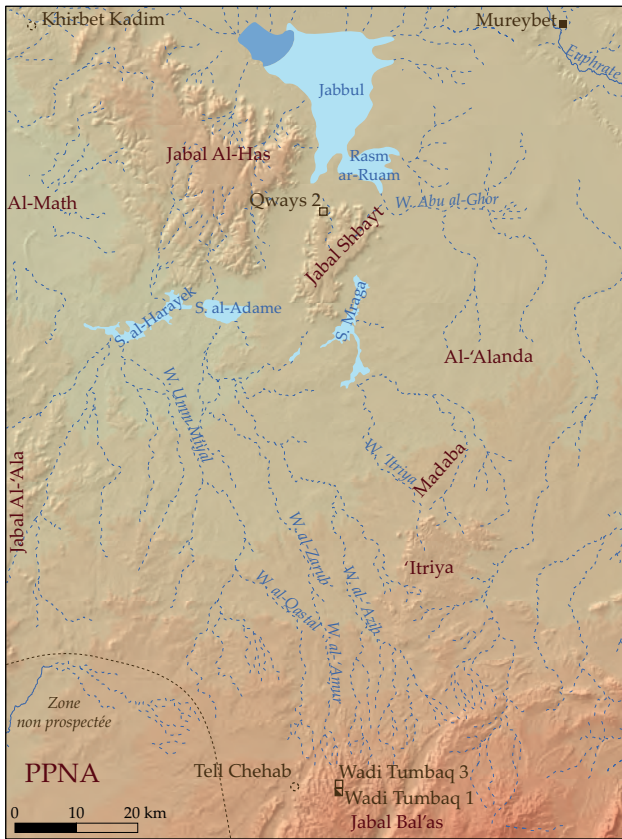 Khirbet Kadim
Mureybet
Euphrate
Jabbul
Jabal Al-Has
Rasm
ar-Ruam
Al-Math
Qways 2
W. Abu al-Ghor
Jabal Shbayt
S. al-Harayek
S. al-Adame
S. Mraga
Al-‘Alanda
W. Umm Mtiyal
W. ‘Itriya
Madaba
Jabal Al-‘Ala
W. al-Zarub
W. al-Azib
‘Itriya
W. al-Qastal
W. al-‘Amur
Zone
non prospectée
PPNA
Tell Chehab
Wadi Tumbaq 3
Wadi Tumbaq 1
Jabal Bal'as
0 10 20 km